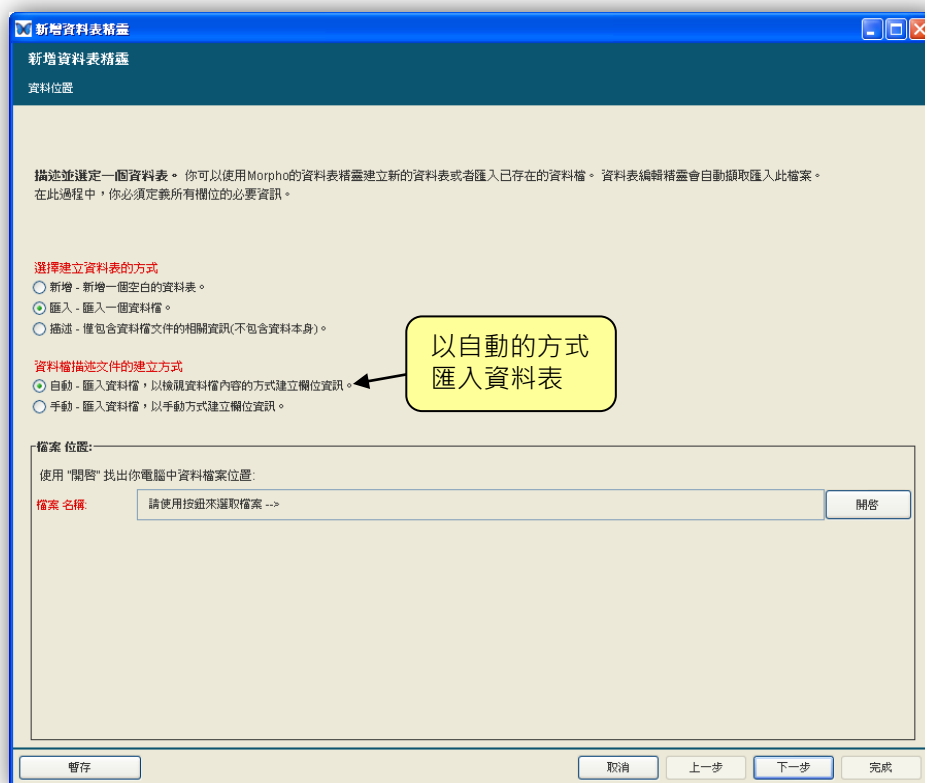 新增資料表精靈
新增資料表精靈
資料位置
描述並選定一個資料表。 你可以使用Morpho的資料表精靈建立新的資料表或者匯入已存在的資料檔。 資料表編輯精靈會自動擷取匯入此檔案。
在此過程中，你必須定義所有欄位的必要資訊。
選擇建立資料表的方式
新增 - 新增一個空白的資料表。
匯入 - 匯入一個資料檔。
描述 - 僅包含資料檔文件的相關資訊(不包含資料本身)。
以自動的方式
匯入資料表
資料檔描述文件的建立方式
自動 - 匯入資料檔，以檢視資料檔內容的方式建立欄位資訊。
手動 - 匯入資料檔，以手動方式建立欄位資訊。
檔案 位置:
使用 "開啓" 找出你電腦中資料檔案位置:
檔案 名稱:
請使用按鈕來選取檔案 -->
開啓
暫存
取消
上一步
下一步
完成